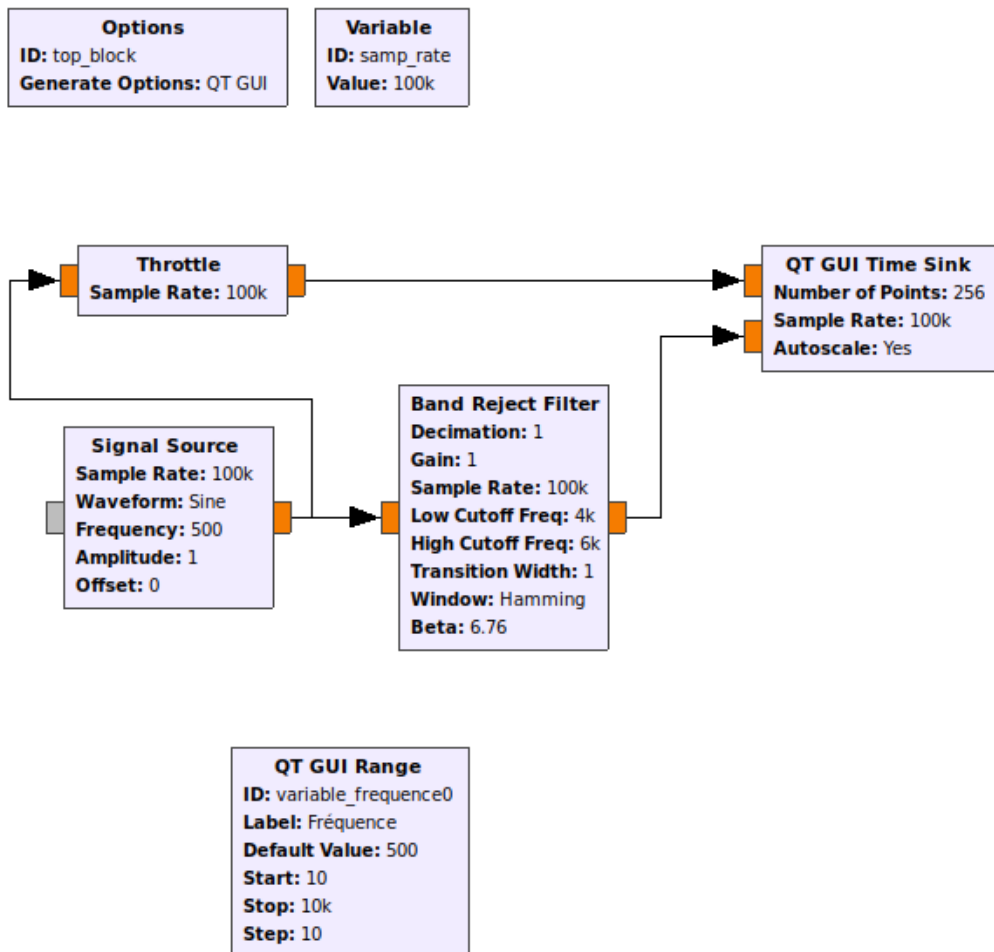 Options
ID: top_block
Generate Options: QT GUI
Variable
ID: samp_rate
Value: 100k
Throttle
Sample Rate: 100k
QT GUI Time Sink
Number of Points: 256
Sample Rate: 100k
Autoscale: Yes
Signal Source
Sample Rate: 100k
Waveform: Sine
Frequency: 500
Amplitude: 1
Offset: 0
Band Reject Filter
Decimation: 1
Gain: 1
Sample Rate: 100k
Low Cutoff Freq: 4k
High Cutoff Freq: 6k
Transition Width: 1
Window: Hamming
Beta: 6.76
QT GUI Range
ID: variable_frequence0
Label: Fréquence
Default Value: 500
Start: 10
Stop: 10k
Step: 10